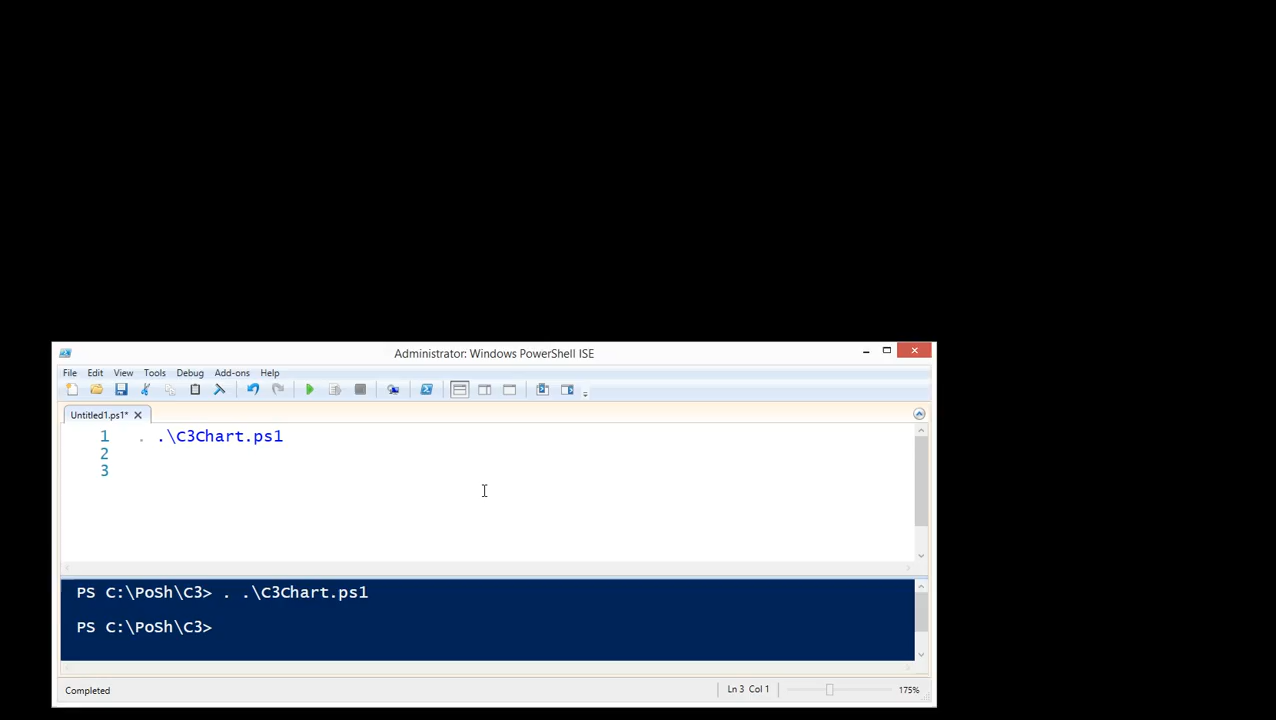 Administrator: Windows PowerShell ISE
File Edit View Tools Debug Add-ons Help
Untitled1.ps1*
1 . .\C3Chart.ps1
2
3
PS C:\PoSh\C3> . .\C3Chart.ps1
PS C:\PoSh\C3>
Completed Ln 3 Col 1 175%